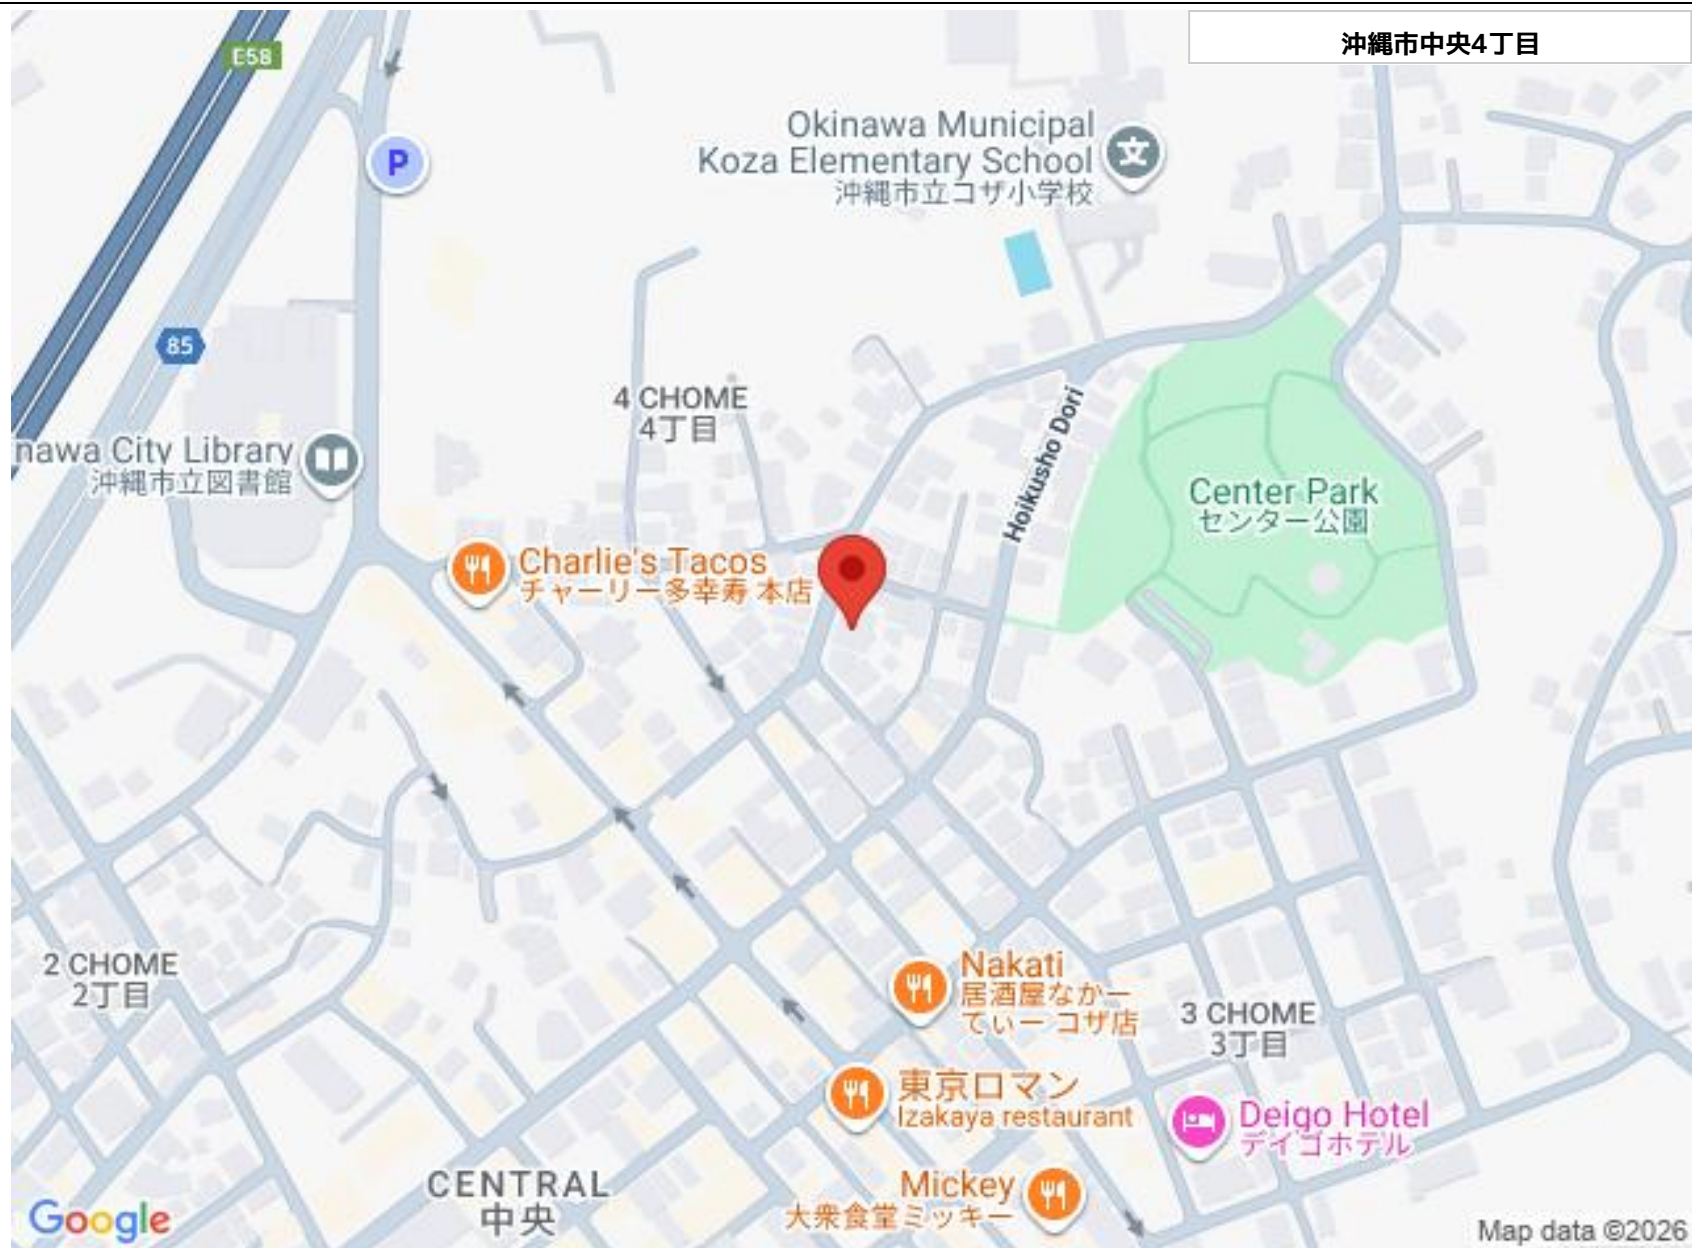 沖縄市中央4丁目
E58
P
Okinawa Municipal
Koza Elementary School
沖縄市立コザ小学校
文
85
4 CHOME
4丁目
Hoikusho Dori
nawa City Library
沖縄市立図書館
Center Park
センター公園
Charlie's Tacos
チャーリー多幸寿 本店
2 CHOME
2丁目
Nakati
居酒屋なかー
てぃー コザ店
3 CHOME
3丁目
東京ロマン
Izakaya restaurant
Deigo Hotel
デイゴホテル
CENTRAL
中央
Mickey
大衆食堂ミッキー
Google
Map data ©2026